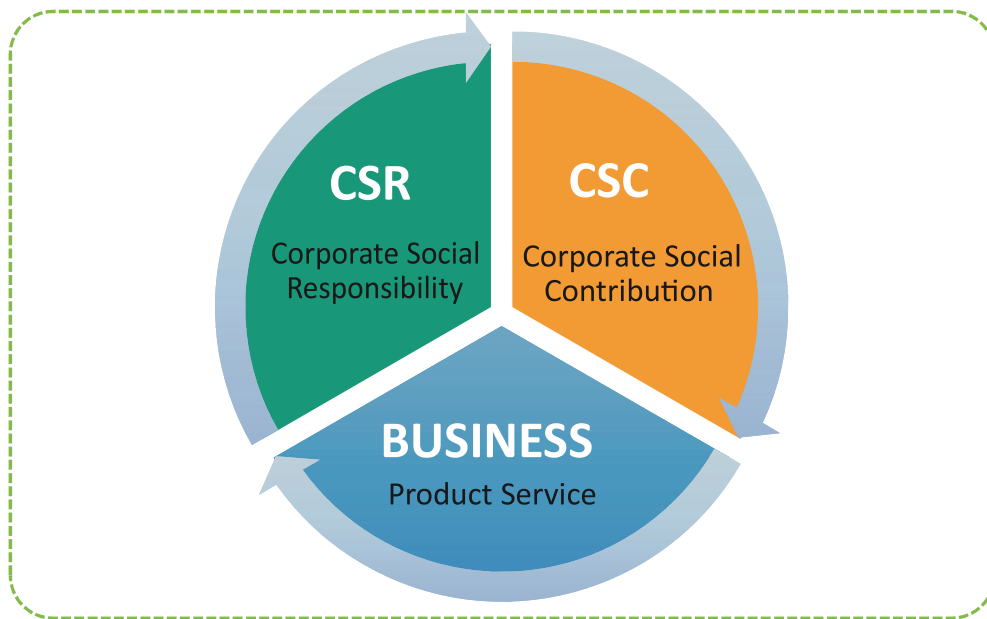 CSR
Corporate Social
Responsibility
CSC
Corporate Social
Contribution
BUSINESS
Product Service